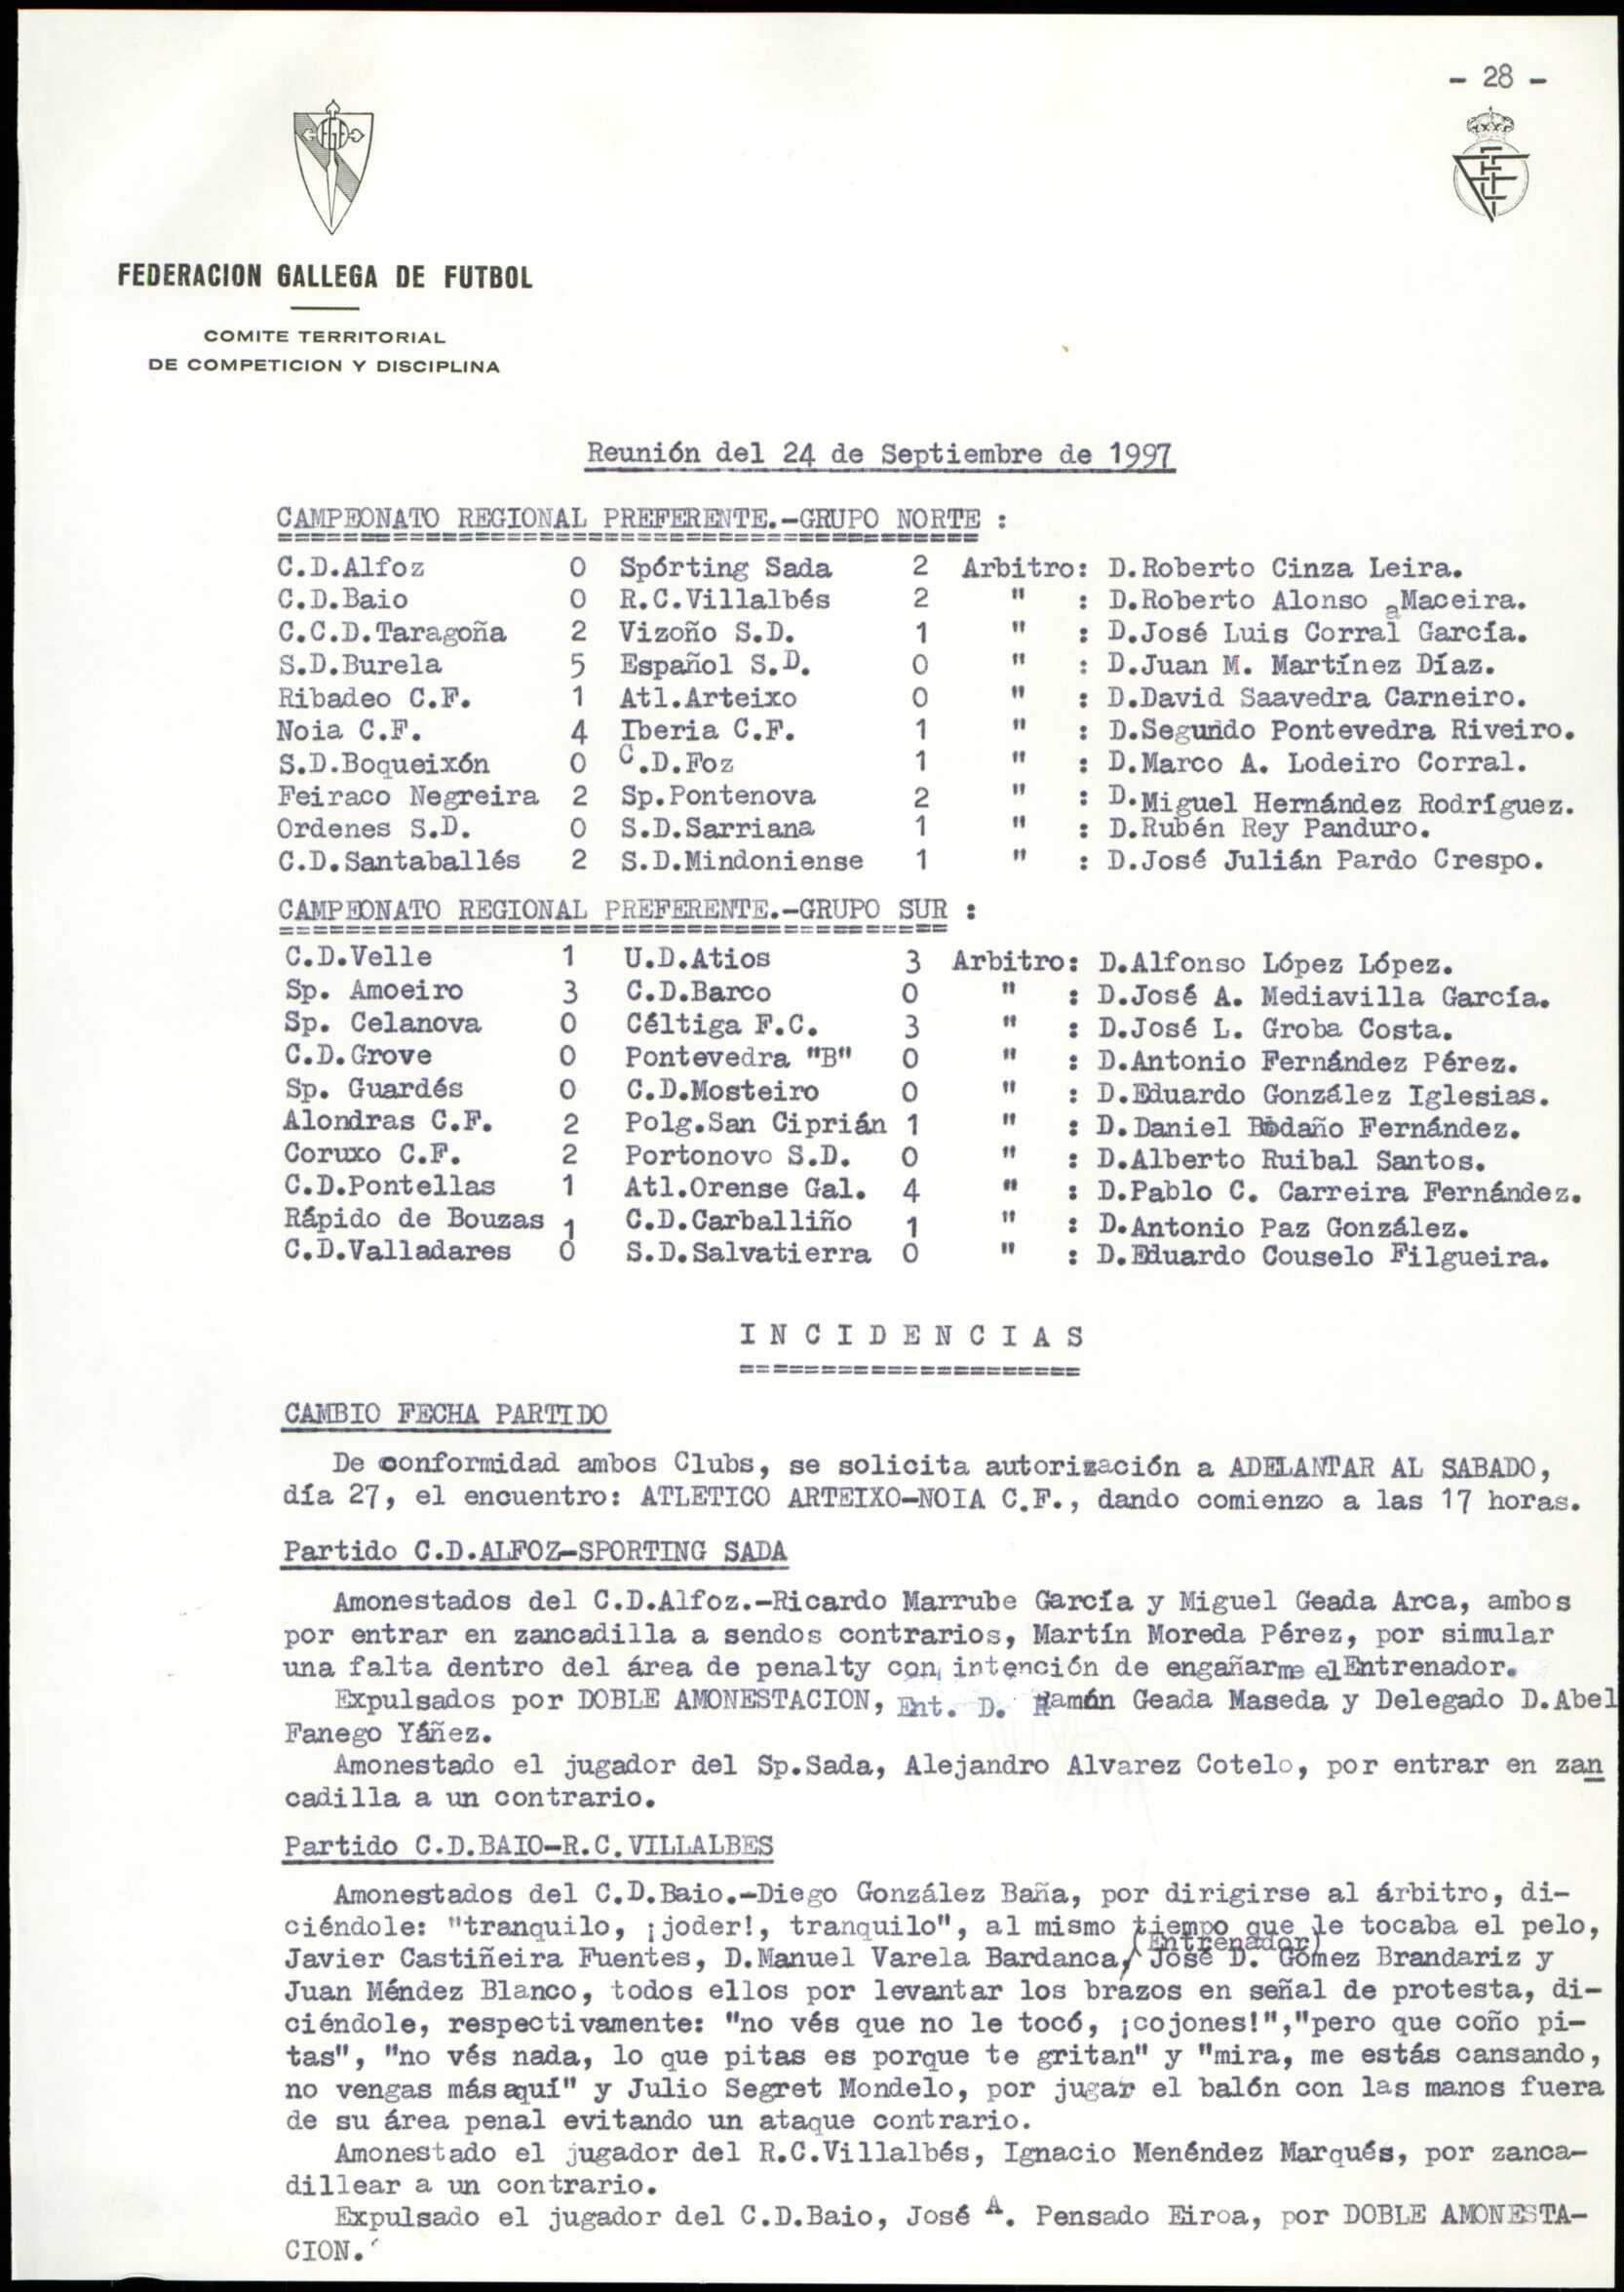 - 28 -
FGF
FEDERACION GALLEGA DE FUTBOL
COMITE TERRITORIAL
DE COMPETICION Y DISCIPLINA
Reunión del 24 de Septiembre de 1997
CAMPEONATO REGIONAL PREFERENTE.-GRUPO NORTE :
C.D.Alfoz 0 Spórting Sada 2 Arbitro: D.Roberto Cinza Leira.
C.D.Baio 0 R.C.Villalbés 2 " : D.Roberto Alonso Maceira.
C.C.D.Taragoña 2 Vizoño S.D. 1 " : D.José Luis Corral García.
S.D.Burela 5 Español S.D. 0 " : D.Juan M. Martínez Díaz.
Ribadeo C.F. 1 Atl.Arteixo 0 " : D.David Saavedra Carneiro.
Noia C.F. 4 Iberia C.F. 1 " : D.Segundo Pontevedra Riveiro.
S.D.Boqueixón 0 C.D.Foz 1 " : D.Marco A. Lodeiro Corral.
Feiraco Negreira 2 Sp.Pontenova 2 " : D.Miguel Hernández Rodríguez.
Ordenes S.D. 0 S.D.Sarriana 1 " : D.Rubén Rey Panduro.
C.D.Santaballés 2 S.D.Mindoniense 1 " : D.José Julián Pardo Crespo.
CAMPEONATO REGIONAL PREFERENTE.-GRUPO SUR :
C.D.Velle 1 U.D.Atios 3 Arbitro: D.Alfonso López López.
Sp. Amoeiro 3 C.D.Barco 0 " : D.José A. Mediavilla García.
Sp. Celanova 0 Céltiga F.C. 3 " : D.José L. Groba Costa.
C.D.Grove 0 Pontevedra "B" 0 " : D.Antonio Fernández Pérez.
Sp. Guardés 0 C.D.Mosteiro 0 " : D.Eduardo González Iglesias.
Alondras C.F. 2 Polg.San Ciprián 1 " : D.Daniel Bodaño Fernández.
Coruxo C.F. 2 Portonovo S.D. 0 " : D.Alberto Ruibal Santos.
C.D.Pontellas 1 Atl.Orense Gal. 4 " : D.Pablo C. Carreira Fernández.
Rápido de Bouzas 1 C.D.Carballiño 1 " : D.Antonio Paz González.
C.D.Valladares 0 S.D.Salvatierra 0 " : D.Eduardo Couselo Filgueira.
I N C I D E N C I A S
CAMBIO FECHA PARTIDO
De conformidad ambos Clubs, se solicita autorización a ADELANTAR AL SABADO,
día 27, el encuentro: ATLETICO ARTEIXO-NOIA C.F., dando comienzo a las 17 horas.
Partido C.D.ALFOZ-SPORTING SADA
Amonestados del C.D.Alfoz.-Ricardo Marrube García y Miguel Geada Arca, ambos
por entrar en zancadilla a sendos contrarios, Martín Moreda Pérez, por simular
una falta dentro del área de penalty con intención de engañarme el Entrenador.
Expulsados por DOBLE AMONESTACION, Ent. D. Ramón Geada Maseda y Delegado D.Abel
Fanego Yáñez.
Amonestado el jugador del Sp.Sada, Alejandro Alvarez Cotelo, por entrar en zan
cadilla a un contrario.
Partido C.D.BAIO-R.C.VILLALBES
Amonestados del C.D.Baio.-Diego González Baña, por dirigirse al árbitro, di-
ciéndole: "tranquilo, ¡joder!, tranquilo", al mismo tiempo que le tocaba el pelo,
Javier Castiñeira Fuentes, D.Manuel Varela Bardanca, (Entrenador) José D. Gómez Brandariz y
Juan Méndez Blanco, todos ellos por levantar los brazos en señal de protesta, di-
ciéndole, respectivamente: "no vés que no le tocó, ¡cojones!","pero que coño pi-
tas", "no vés nada, lo que pitas es porque te gritan" y "mira, me estás cansando,
no vengas más aquí" y Julio Segret Mondelo, por jugar el balón con las manos fuera
de su área penal evitando un ataque contrario.
Amonestado el jugador del R.C.Villalbés, Ignacio Menéndez Marqués, por zanca-
dillear a un contrario.
Expulsado el jugador del C.D.Baio, José A. Pensado Eiroa, por DOBLE AMONESTA-
CION.